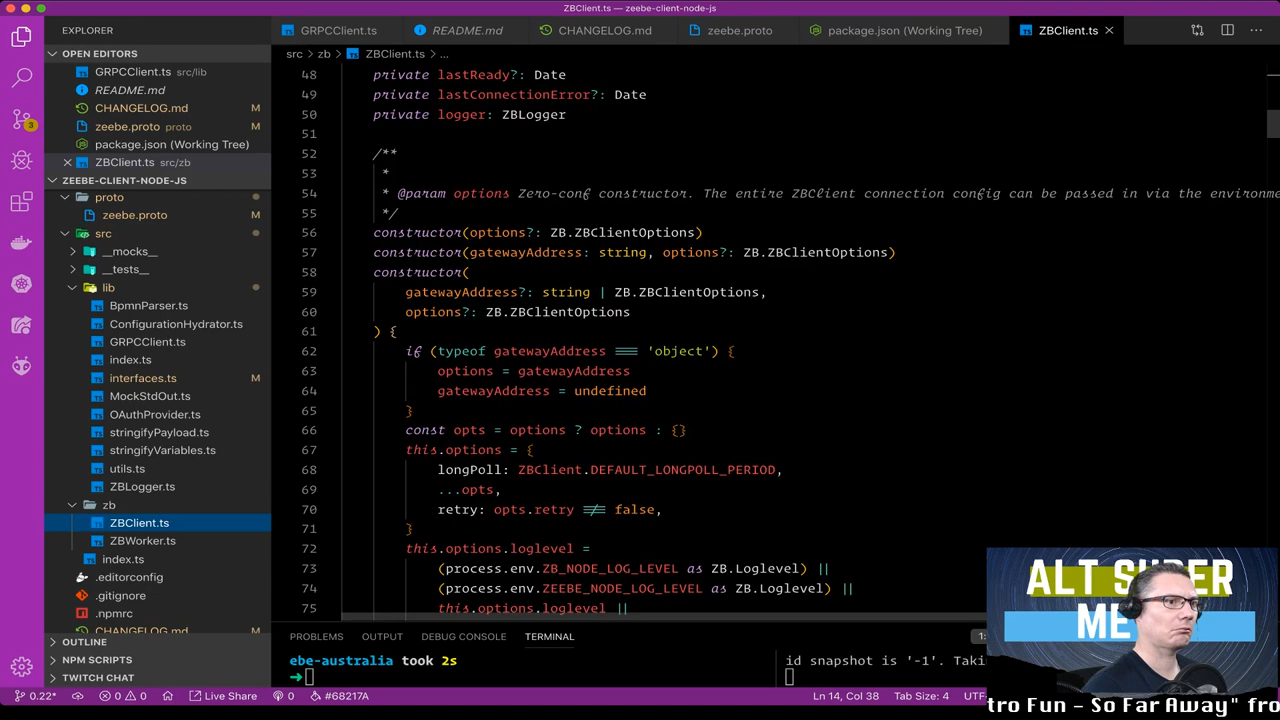 ZBClient.ts — zeebe-client-node-js
EXPLORER
OPEN EDITORS
GRPCClient.ts src/lib
README.md
CHANGELOG.md M
zeebe.proto proto M
package.json (Working Tree)
ZBClient.ts src/zb
ZEEBE-CLIENT-NODE-JS
proto
zeebe.proto M
src
__mocks__
__tests__
lib
BpmnParser.ts
ConfigurationHydrator.ts
GRPCClient.ts
index.ts
interfaces.ts M
MockStdOut.ts
OAuthProvider.ts
stringifyPayload.ts
stringifyVariables.ts
utils.ts
ZBLogger.ts
zb
ZBClient.ts
ZBWorker.ts
index.ts
.editorconfig
.gitignore
.npmrc
CHANGELOG.md M
OUTLINE
NPM SCRIPTS
TWITCH CHAT
3
GRPCClient.ts README.md CHANGELOG.md zeebe.proto package.json (Working Tree) ZBClient.ts
src > zb > ZBClient.ts > ...
48 private lastReady?: Date
49 private lastConnectionError?: Date
50 private logger: ZBLogger
51
52 /**
53 *
54 * @param options Zero-conf constructor. The entire ZBClient connection config can be passed in via the environme
55 */
56 constructor(options?: ZB.ZBClientOptions)
57 constructor(gatewayAddress: string, options?: ZB.ZBClientOptions)
58 constructor(
59 gatewayAddress?: string | ZB.ZBClientOptions,
60 options?: ZB.ZBClientOptions
61 ) {
62 if (typeof gatewayAddress === 'object') {
63 options = gatewayAddress
64 gatewayAddress = undefined
65 }
66 const opts = options ? options : {}
67 this.options = {
68 longPoll: ZBClient.DEFAULT_LONGPOLL_PERIOD,
69 ...opts,
70 retry: opts.retry !== false,
71 }
72 this.options.loglevel =
73 (process.env.ZB_NODE_LOG_LEVEL as ZB.Loglevel) ||
74 (process.env.ZEEBE_NODE_LOG_LEVEL as ZB.Loglevel) ||
75 this.options.loglevel ||
PROBLEMS OUTPUT DEBUG CONSOLE TERMINAL 1:
ebe-australia took 2s
➜
id snapshot is '-1'. Taki
ALT SUPER
ME
0.22* 0 0 Live Share 0 #68217A Ln 14, Col 38 Tab Size: 4 UTF-
tro Fun - So Far Away" fro